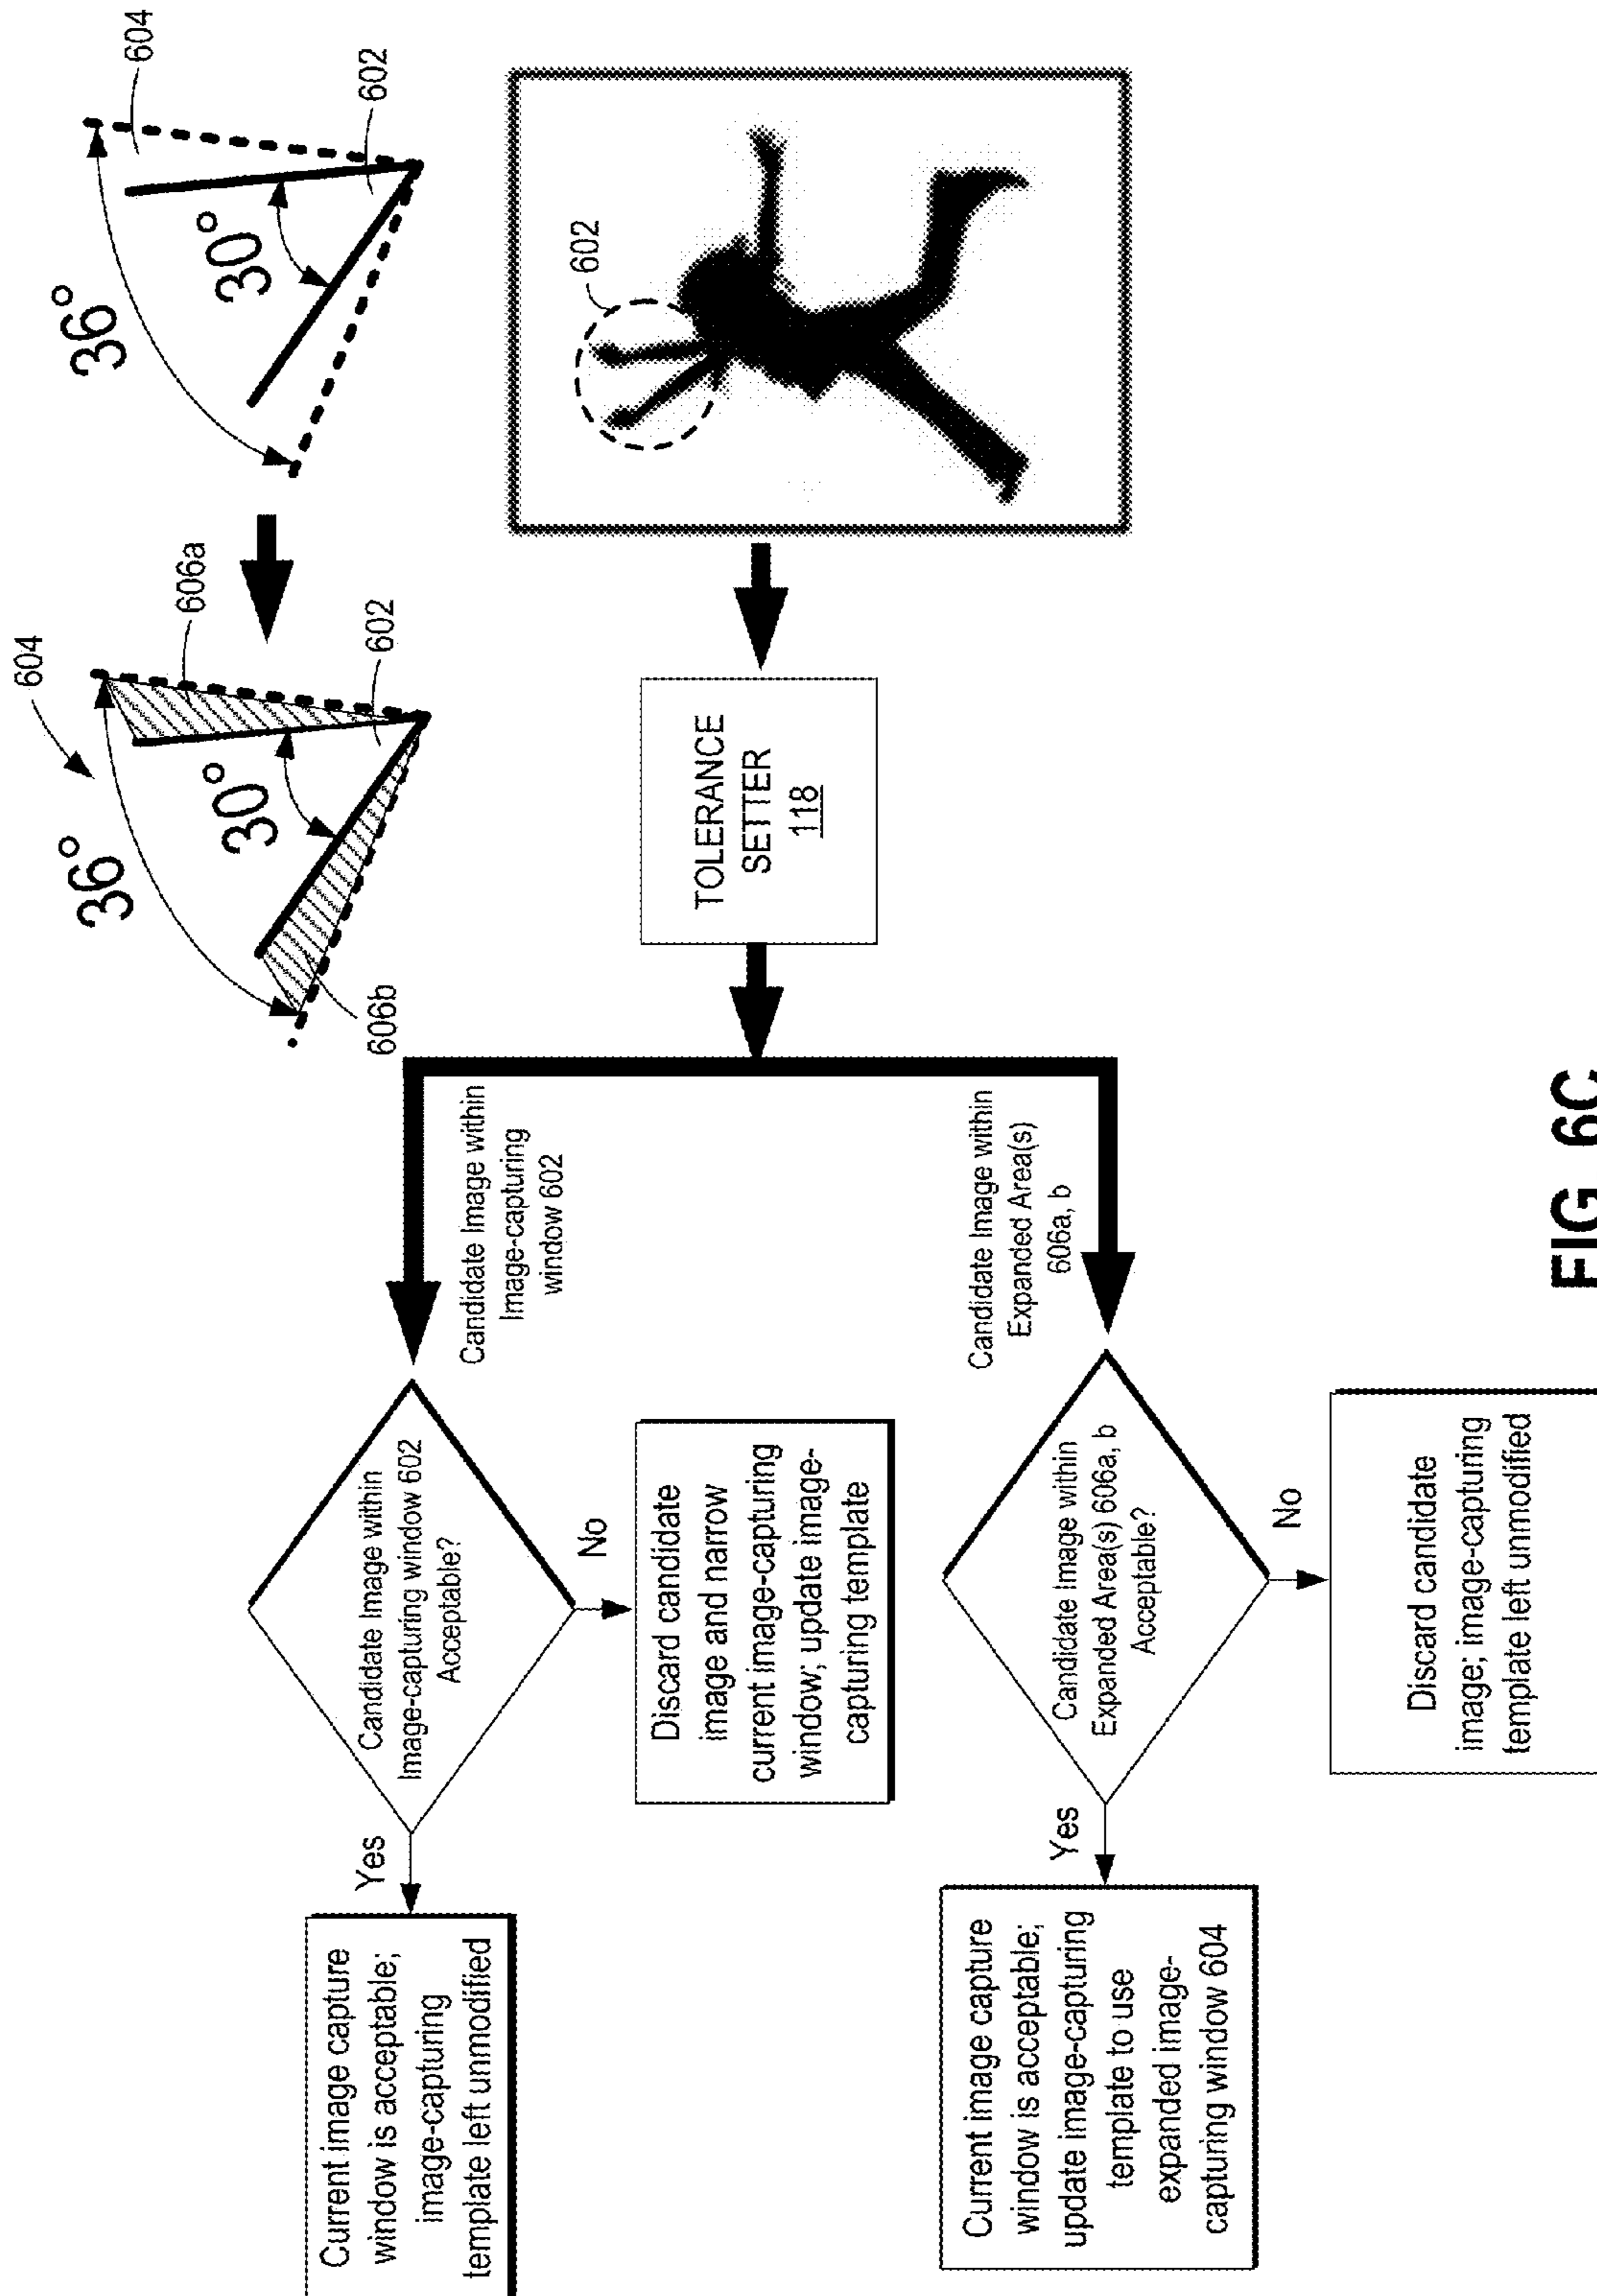 604
36°
30°
602
604
606a
36°
30°
602
606b
602
TOLERANCE
SETTER
118
Candidate Image within
Image-capturing
window 602
Candidate Image within
Expanded Area(s)
606a, b
Candidate Image within
Image-capturing window 602
Acceptable?
Yes
No
Current image capture
window is acceptable;
image-capturing
template left unmodified
Discard candidate
image and narrow
current image-capturing
window; update image-
capturing template
Candidate Image within
Expanded Area(s) 606a, b
Acceptable?
Yes
No
Current image capture
window is acceptable;
update image-capturing
template to use
expanded image-
capturing window 604
Discard candidate
image; image-capturing
template left unmodified
FIG 6C